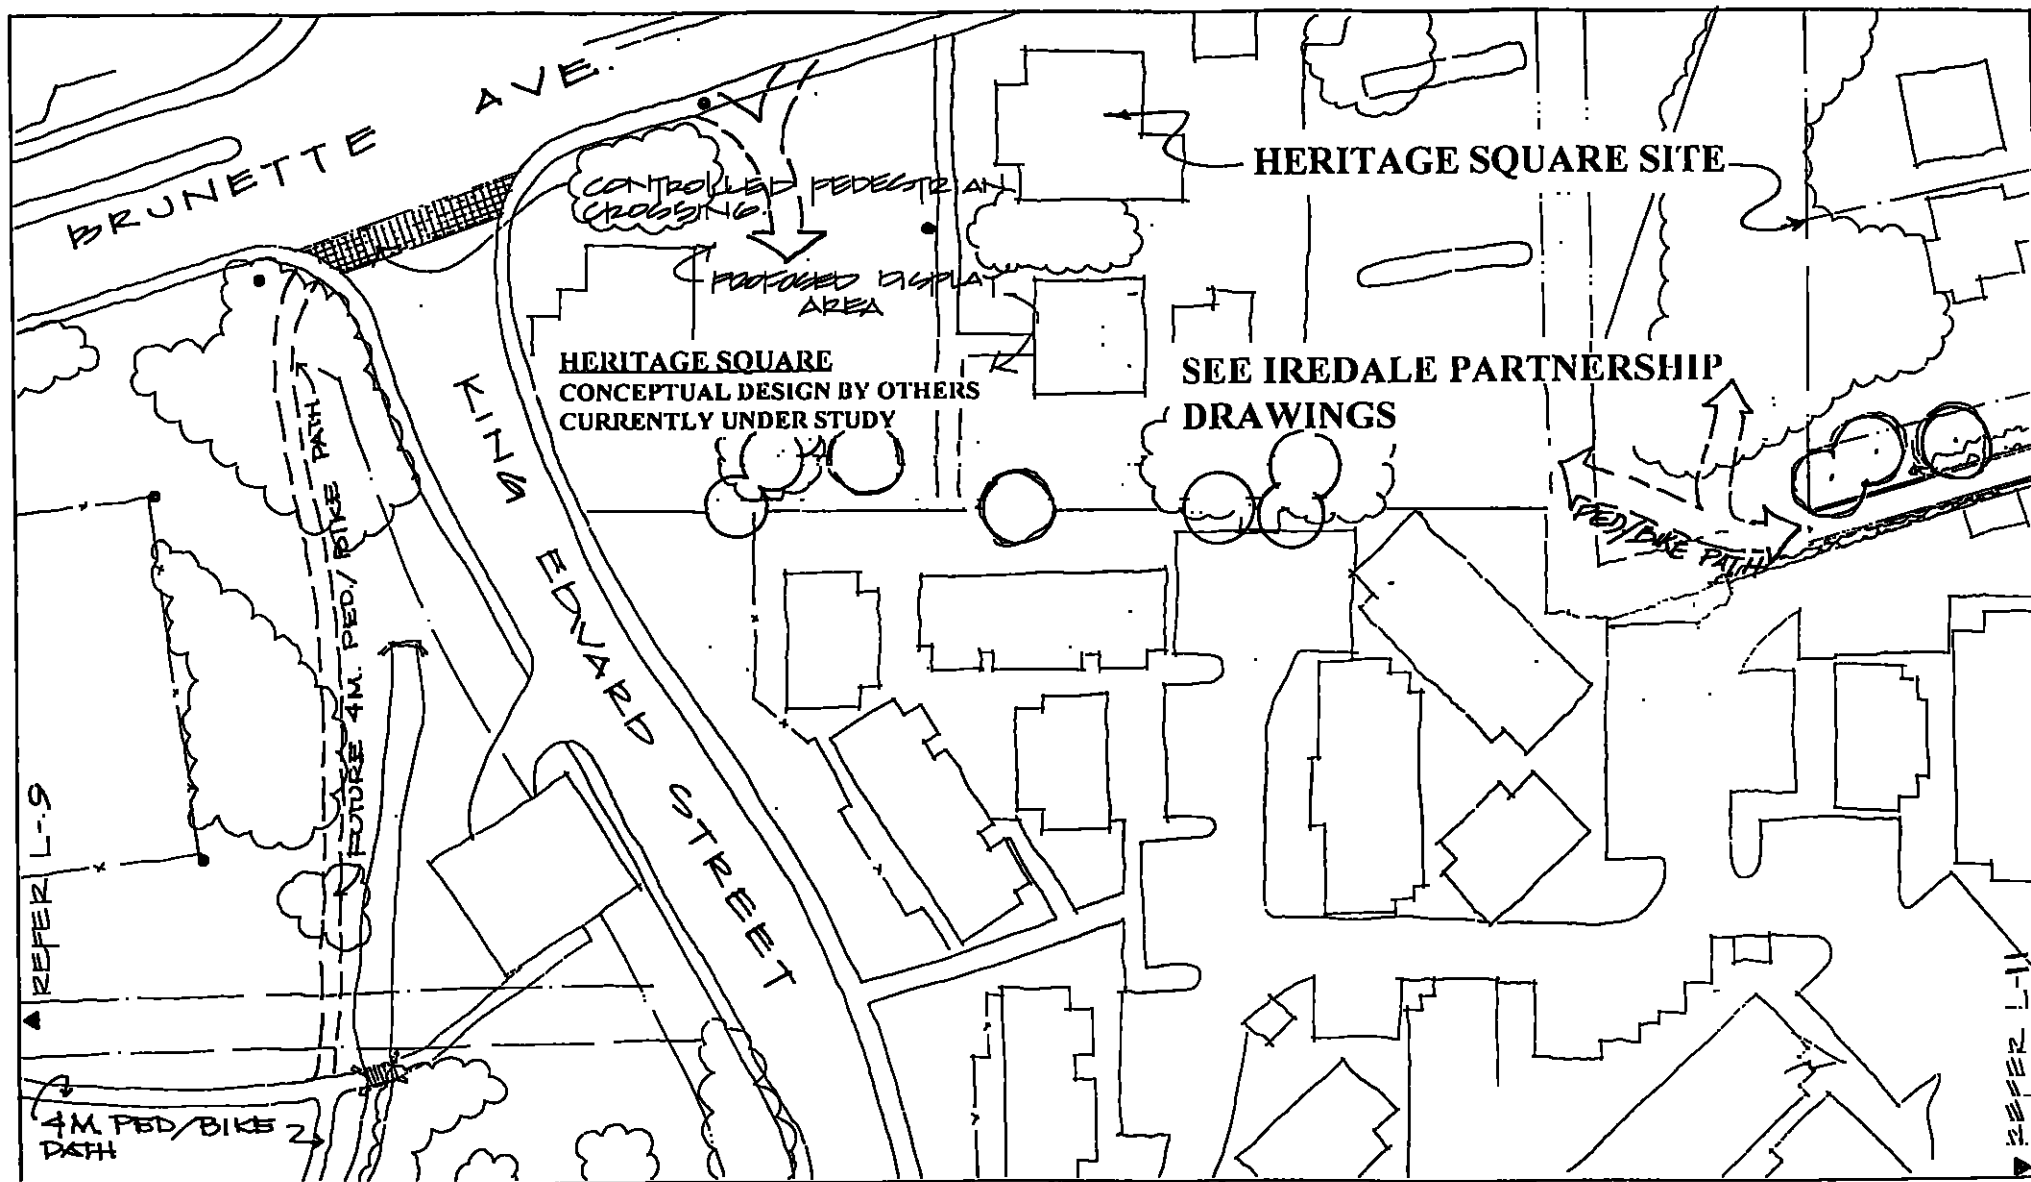 BRUNETTE AVE.
CONTROLLED PEDESTRIAN
CROSSING.
HERITAGE SQUARE SITE
PROPOSED DISPLAY
AREA
HERITAGE SQUARE
CONCEPTUAL DESIGN BY OTHERS
CURRENTLY UNDER STUDY
SEE IREDALE PARTNERSHIP
DRAWINGS
KING EDWARD STREET
PED/BIKE PATH
FUTURE 4M. PED./BIKE PATH
REFER L-9
REFER L-11
4M. PED/BIKE
PATH